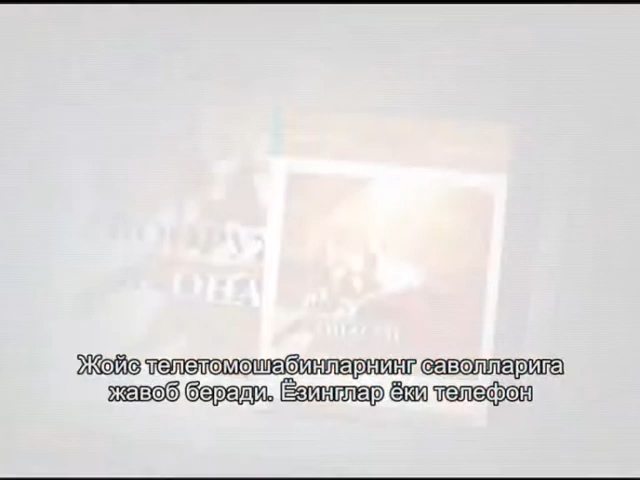 Жойс телетомошабинларнинг саволларига
жавоб беради. Ёзинглар ёки телефон